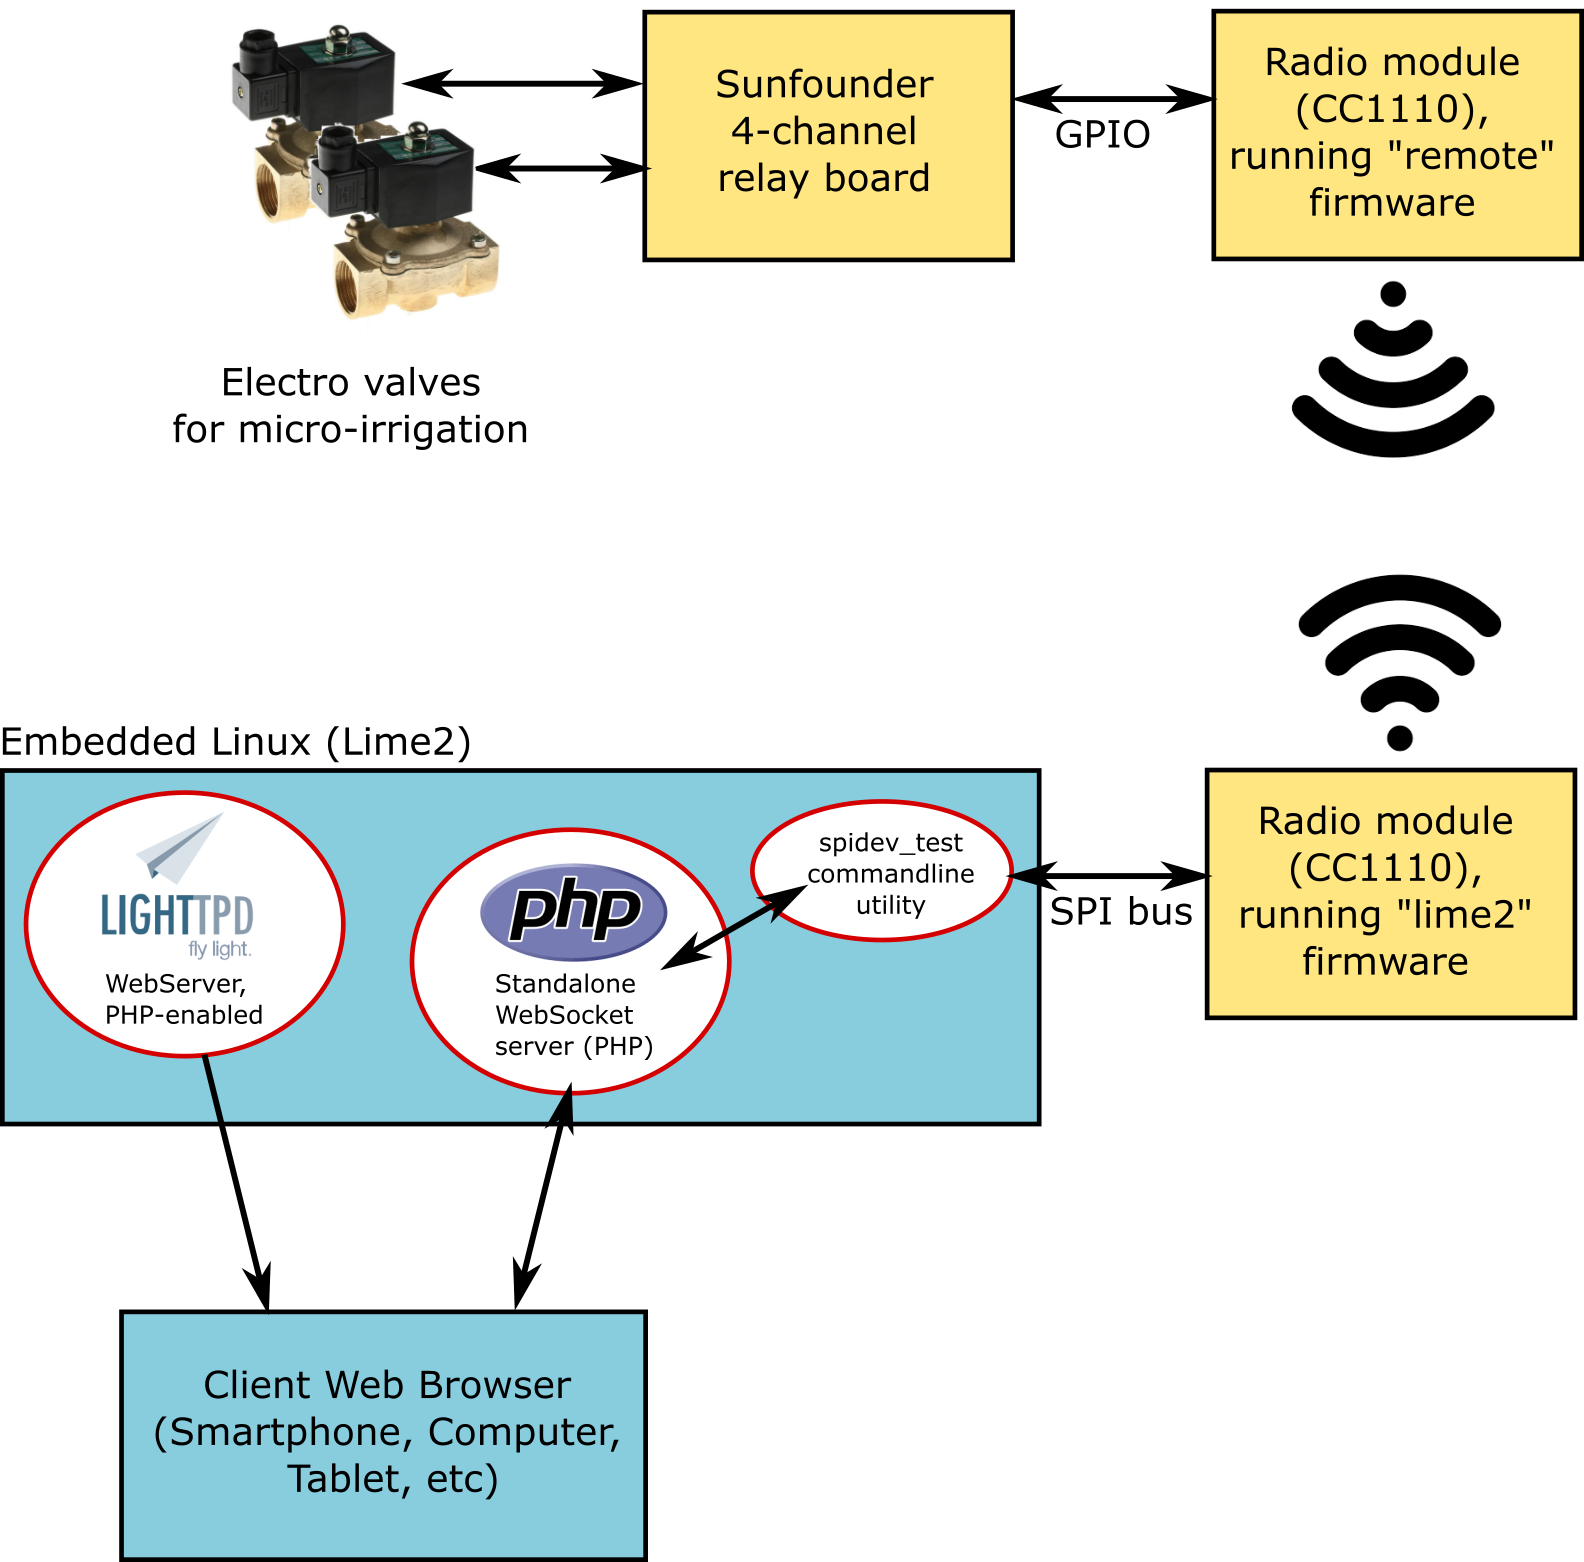 Sunfounder
4-channel
relay board
GPIO
Radio module
(CC1110),
running "remote"
firmware
Electro valves
for micro-irrigation
Embedded Linux (Lime2)
LIGHTTPD
fly light.
WebServer,
PHP-enabled
php
Standalone
WebSocket
server (PHP)
spidev_test
commandline
utility
SPI bus
Radio module
(CC1110),
running "lime2"
firmware
Client Web Browser
(Smartphone, Computer,
Tablet, etc)